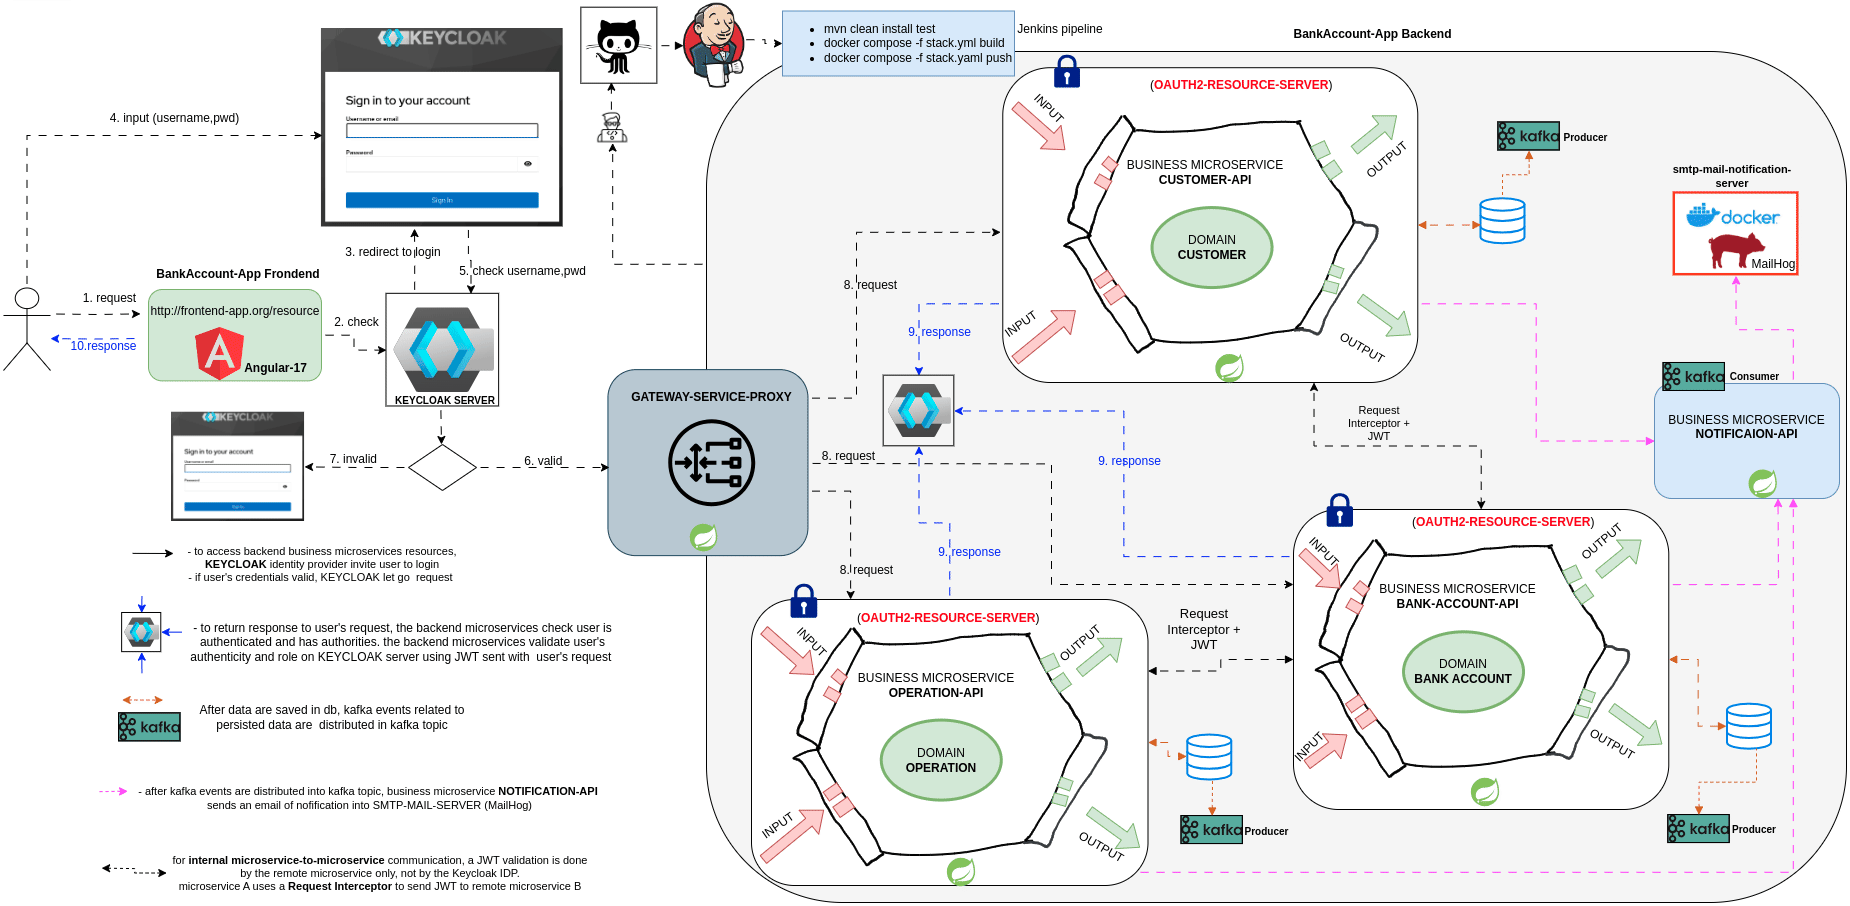 KEYCLOAK
Sign in to your account
Username or email
Password
Sign In
4. input (username,pwd)
3. redirect to login
5. check username,pwd
BankAccount-App Frondend
1. request
http://frontend-app.org/resource
Angular-17
2. check
10.response
KEYCLOAK SERVER
7. invalid
6. valid
KEYCLOAK
Sign in to your account
Username or email
Password
Sign In
mvn clean install test
docker compose -f stack.yml build
docker compose -f stack.yaml push
Jenkins pipeline
BankAccount-App Backend
GATEWAY-SERVICE-PROXY
8. request
8. request
8. request
9. response
9. response
9. response
(OAUTH2-RESOURCE-SERVER)
INPUT
OUTPUT
BUSINESS MICROSERVICE
CUSTOMER-API
DOMAIN
CUSTOMER
INPUT
OUTPUT
kafka
Producer
smtp-mail-notification-
server
docker
MailHog
kafka
Consumer
BUSINESS MICROSERVICE
NOTIFICAION-API
Request
Interceptor +
JWT
(OAUTH2-RESOURCE-SERVER)
INPUT
OUTPUT
BUSINESS MICROSERVICE
BANK-ACCOUNT-API
DOMAIN
BANK ACCOUNT
INPUT
OUTPUT
kafka
Producer
Request
Interceptor +
JWT
(OAUTH2-RESOURCE-SERVER)
INPUT
OUTPUT
BUSINESS MICROSERVICE
OPERATION-API
DOMAIN
OPERATION
INPUT
OUTPUT
kafka
Producer
- to access backend business microservices resources,
KEYCLOAK identity provider invite user to login
- if user's credentials valid, KEYCLOAK let go request
- to return response to user's request, the backend microservices check user is
authenticated and has authorities. the backend microservices validate user's
authenticity and role on KEYCLOAK server using JWT sent with user's request
kafka
After data are saved in db, kafka events related to
persisted data are distributed in kafka topic
- after kafka events are distributed into kafka topic, business microservice NOTIFICATION-API
sends an email of nofification into SMTP-MAIL-SERVER (MailHog)
for internal microservice-to-microservice communication, a JWT validation is done
by the remote microservice only, not by the Keycloak IDP.
microservice A uses a Request Interceptor to send JWT to remote microservice B